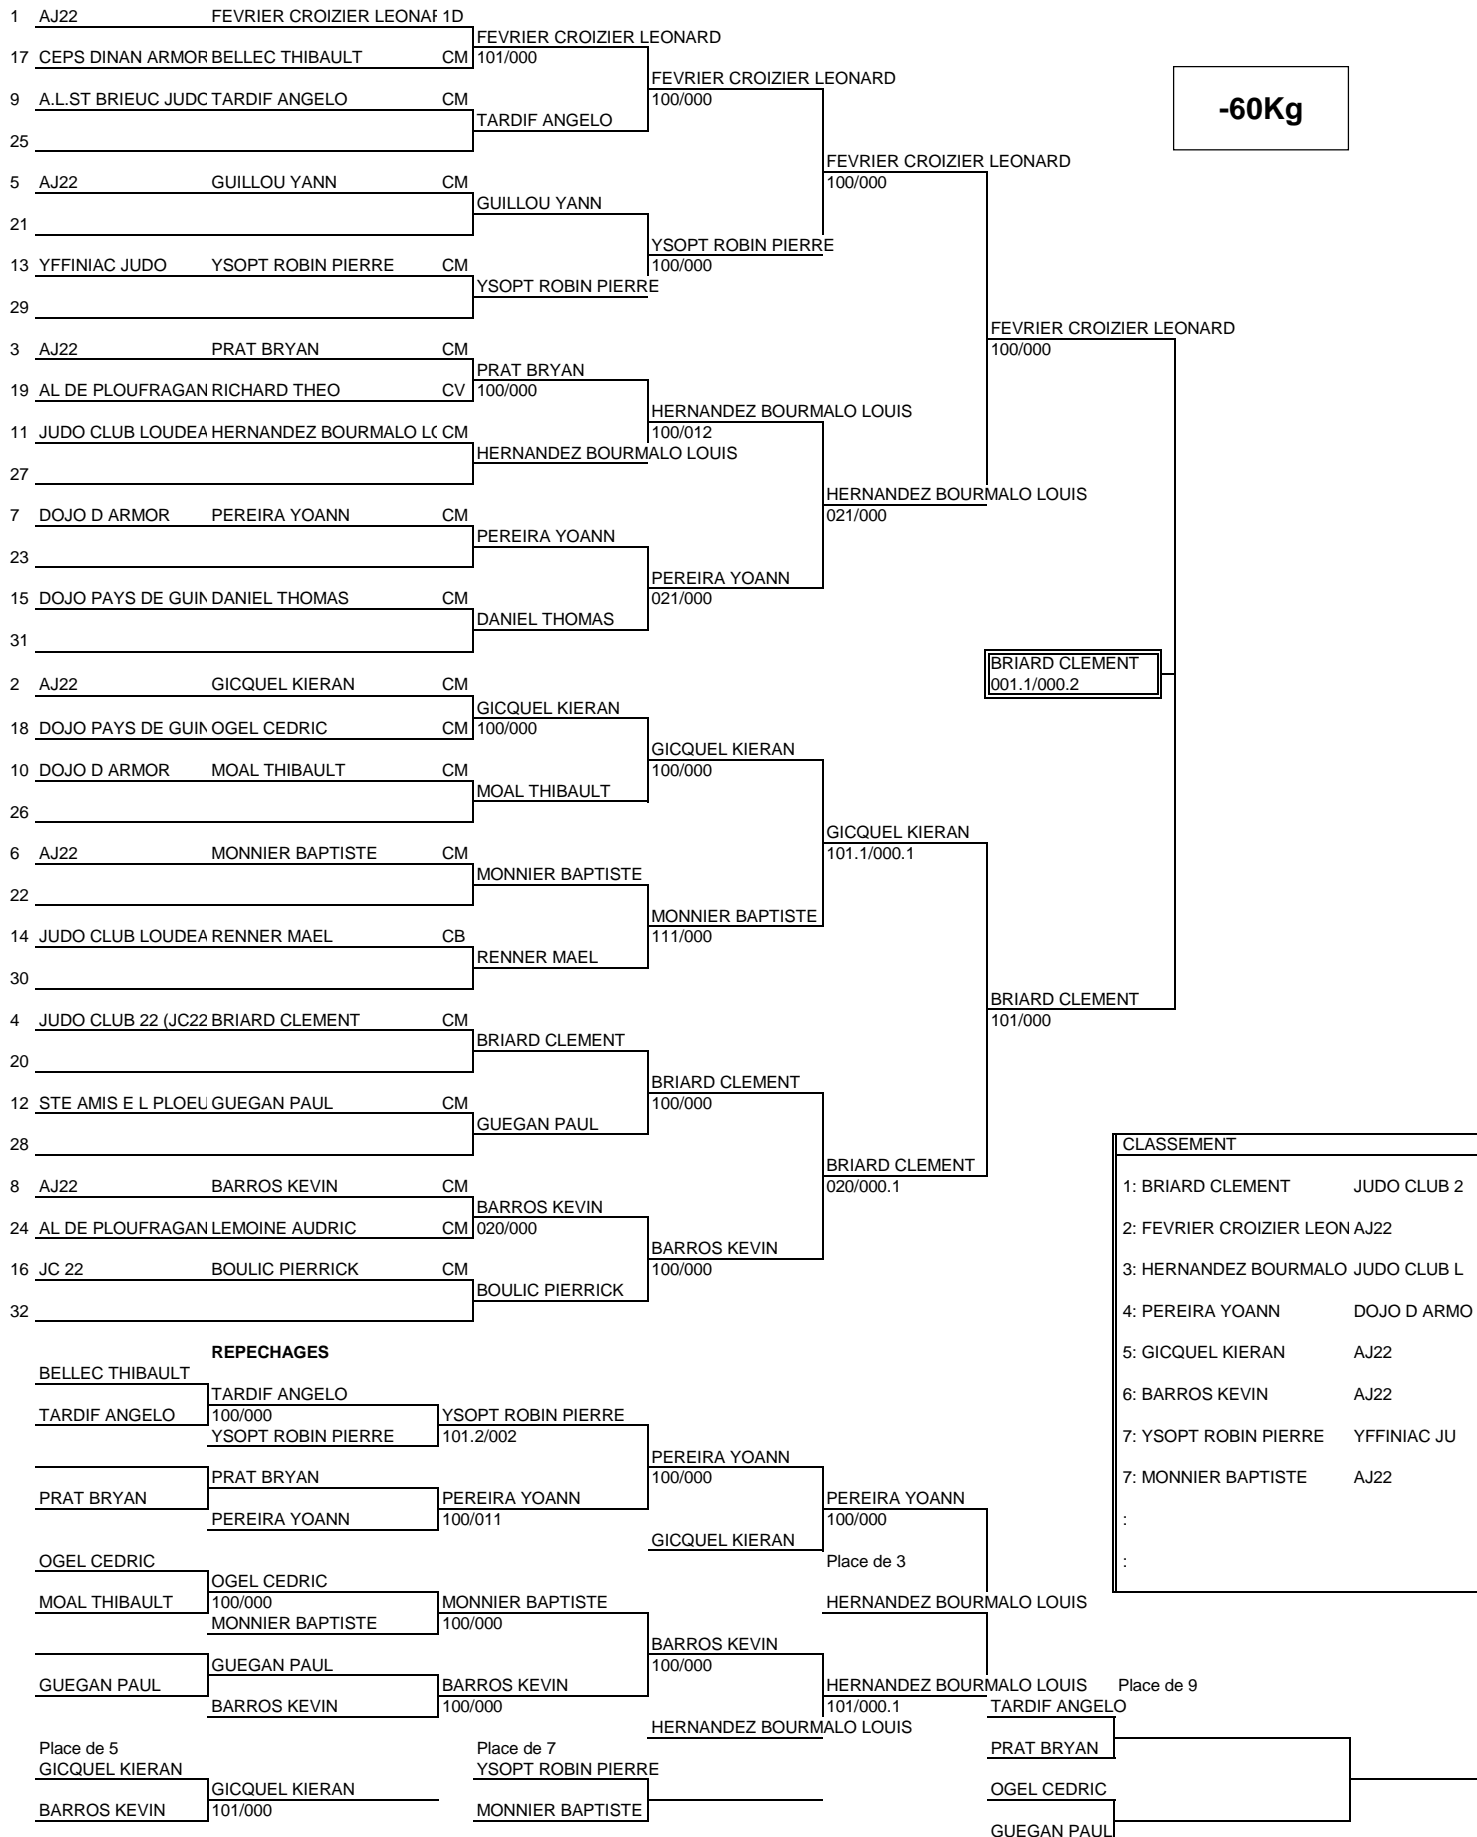 1 AJ22 FEVRIER CROIZIER LEONAR 1D
FEVRIER CROIZIER LEONARD
17 CEPS DINAN ARMOR BELLEC THIBAULT CM 101/000
FEVRIER CROIZIER LEONARD
9 A.L.ST BRIEUC JUDO TARDIF ANGELO CM 100/000
-60Kg
TARDIF ANGELO
25
FEVRIER CROIZIER LEONARD
5 AJ22 GUILLOU YANN CM 100/000
GUILLOU YANN
21
YSOPT ROBIN PIERRE
13 YFFINIAC JUDO YSOPT ROBIN PIERRE CM 100/000
YSOPT ROBIN PIERRE
29
FEVRIER CROIZIER LEONARD
3 AJ22 PRAT BRYAN CM 100/000
PRAT BRYAN
19 AL DE PLOUFRAGAN RICHARD THEO CV 100/000
HERNANDEZ BOURMALO LOUIS
11 JUDO CLUB LOUDEA HERNANDEZ BOURMALO LO CM 100/012
HERNANDEZ BOURMALO LOUIS
27
HERNANDEZ BOURMALO LOUIS
7 DOJO D ARMOR PEREIRA YOANN CM 021/000
PEREIRA YOANN
23
PEREIRA YOANN
15 DOJO PAYS DE GUIN DANIEL THOMAS CM 021/000
DANIEL THOMAS
31
BRIARD CLEMENT
2 AJ22 GICQUEL KIERAN CM 001.1/000.2
GICQUEL KIERAN
18 DOJO PAYS DE GUIN OGEL CEDRIC CM 100/000
GICQUEL KIERAN
10 DOJO D ARMOR MOAL THIBAULT CM 100/000
MOAL THIBAULT
26
GICQUEL KIERAN
6 AJ22 MONNIER BAPTISTE CM 101.1/000.1
MONNIER BAPTISTE
22
MONNIER BAPTISTE
14 JUDO CLUB LOUDEA RENNER MAEL CB 111/000
RENNER MAEL
30
BRIARD CLEMENT
4 JUDO CLUB 22 (JC22 BRIARD CLEMENT CM 101/000
BRIARD CLEMENT
20
BRIARD CLEMENT
12 STE AMIS E L PLOEU GUEGAN PAUL CM 100/000
GUEGAN PAUL
28 CLASSEMENT
BRIARD CLEMENT
8 AJ22 BARROS KEVIN CM 020/000.1 1: BRIARD CLEMENT JUDO CLUB 2
BARROS KEVIN
24 AL DE PLOUFRAGAN LEMOINE AUDRIC CM 020/000 2: FEVRIER CROIZIER LEON AJ22
BARROS KEVIN
16 JC 22 BOULIC PIERRICK CM 100/000 3: HERNANDEZ BOURMALO JUDO CLUB L
BOULIC PIERRICK
32 4: PEREIRA YOANN DOJO D ARMO
REPECHAGES 5: GICQUEL KIERAN AJ22
BELLEC THIBAULT
TARDIF ANGELO 6: BARROS KEVIN AJ22
TARDIF ANGELO 100/000 YSOPT ROBIN PIERRE
YSOPT ROBIN PIERRE 101.2/002 7: YSOPT ROBIN PIERRE YFFINIAC JU
PEREIRA YOANN
PRAT BRYAN 100/000 7: MONNIER BAPTISTE AJ22
PRAT BRYAN PEREIRA YOANN PEREIRA YOANN
PEREIRA YOANN 100/011 100/000 :
GICQUEL KIERAN
OGEL CEDRIC Place de 3 :
OGEL CEDRIC
MOAL THIBAULT 100/000 MONNIER BAPTISTE HERNANDEZ BOURMALO LOUIS
MONNIER BAPTISTE 100/000
BARROS KEVIN
GUEGAN PAUL 100/000
GUEGAN PAUL BARROS KEVIN HERNANDEZ BOURMALO LOUIS Place de 9
BARROS KEVIN 100/000 101/000.1 TARDIF ANGELO
HERNANDEZ BOURMALO LOUIS
Place de 5 Place de 7 PRAT BRYAN
GICQUEL KIERAN YSOPT ROBIN PIERRE
GICQUEL KIERAN OGEL CEDRIC
BARROS KEVIN 101/000 MONNIER BAPTISTE
GUEGAN PAUL